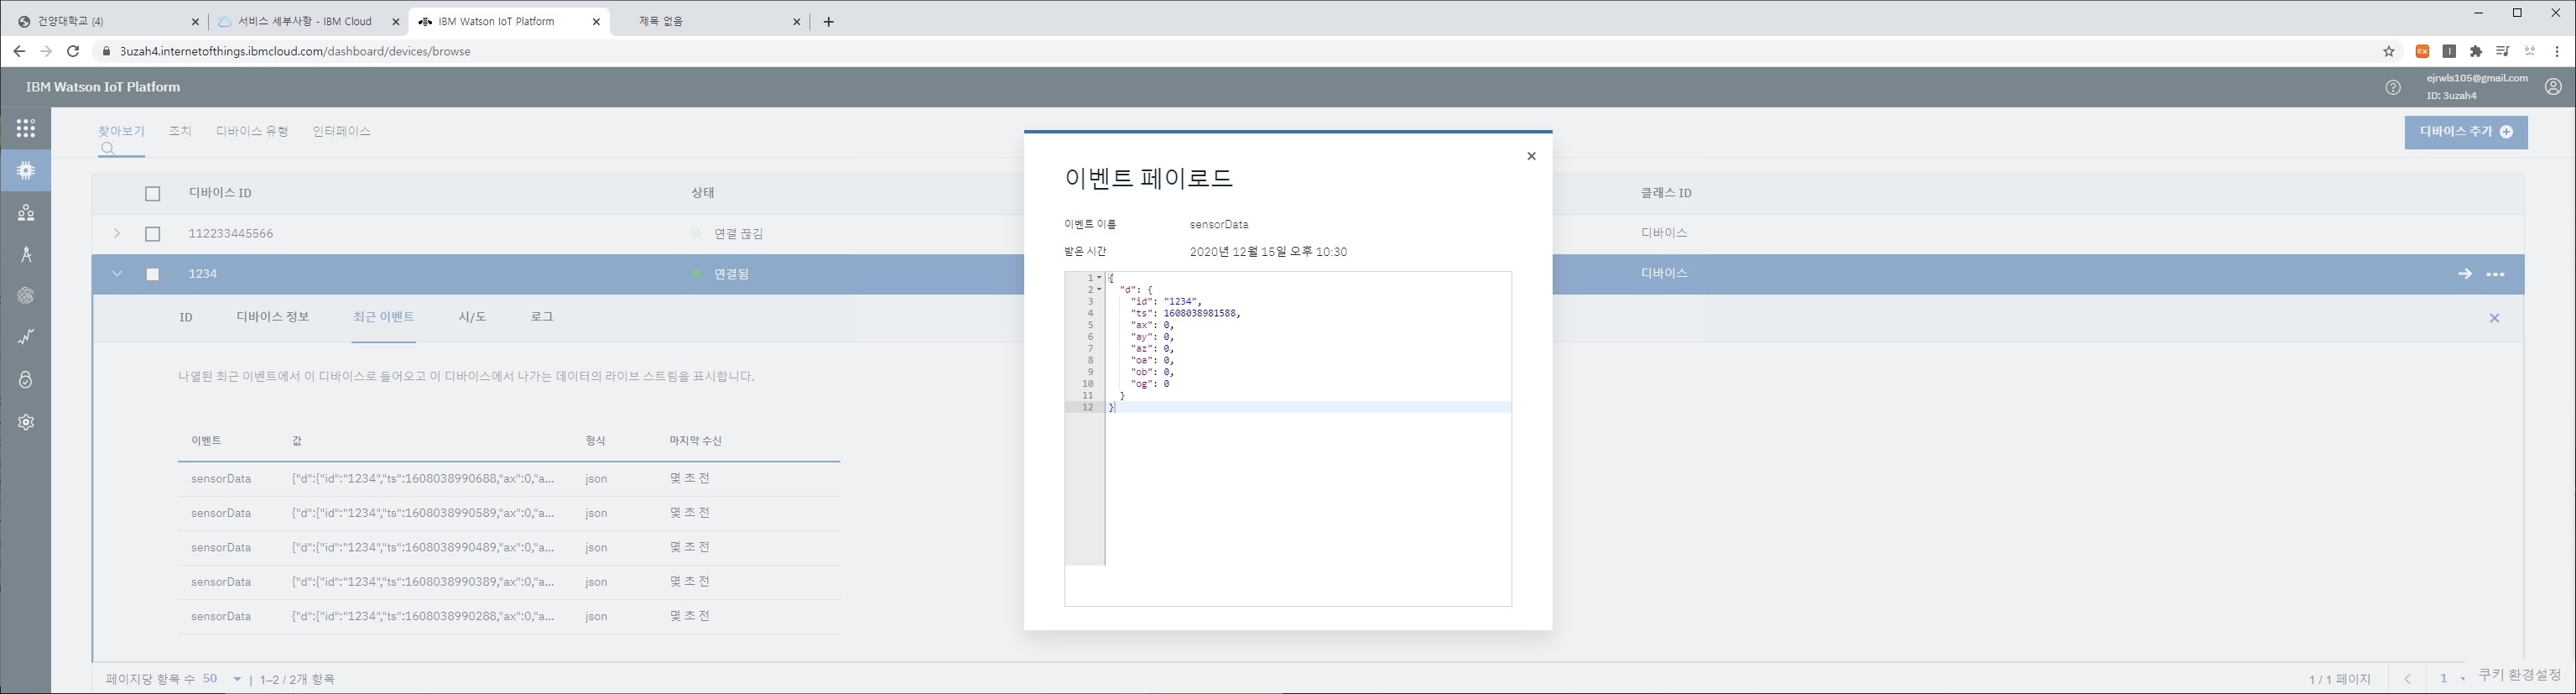 건양대학교 (4)
서비스 세부사항 - IBM Cloud
IBM Watson IoT Platform
제목 없음
3uzah4.internetofthings.ibmcloud.com/dashboard/devices/browse
IBM Watson IoT Platform
ejrwls105@gmail.com
ID: 3uzah4
찾아보기 조치 디바이스 유형 인터페이스
디바이스 추가
디바이스 ID 상태 클래스 ID
112233445566 연결 끊김 디바이스
1234 연결됨 디바이스
ID 디바이스 정보 최근 이벤트 시/도 로그
나열된 최근 이벤트에서 이 디바이스로 들어오고 이 디바이스에서 나가는 데이터의 라이브 스트림을 표시합니다.
이벤트 값 형식 마지막 수신
sensorData {"d":{"id":"1234","ts":1608038990688,"ax":0,"a... json 몇 초 전
sensorData {"d":{"id":"1234","ts":1608038990589,"ax":0,"a... json 몇 초 전
sensorData {"d":{"id":"1234","ts":1608038990489,"ax":0,"a... json 몇 초 전
sensorData {"d":{"id":"1234","ts":1608038990389,"ax":0,"a... json 몇 초 전
sensorData {"d":{"id":"1234","ts":1608038990288,"ax":0,"a... json 몇 초 전
이벤트 페이로드
이벤트 이름 sensorData
받은 시간 2020년 12월 15일 오후 10:30
1 {
2 "d": {
3 "id": "1234",
4 "ts": 1608038981588,
5 "ax": 0,
6 "ay": 0,
7 "az": 0,
8 "oa": 0,
9 "ob": 0,
10 "og": 0
11 }
12 }
페이지당 항목 수 50 | 1–2 / 2개 항목
1 / 1 페이지 1
쿠키 환경설정